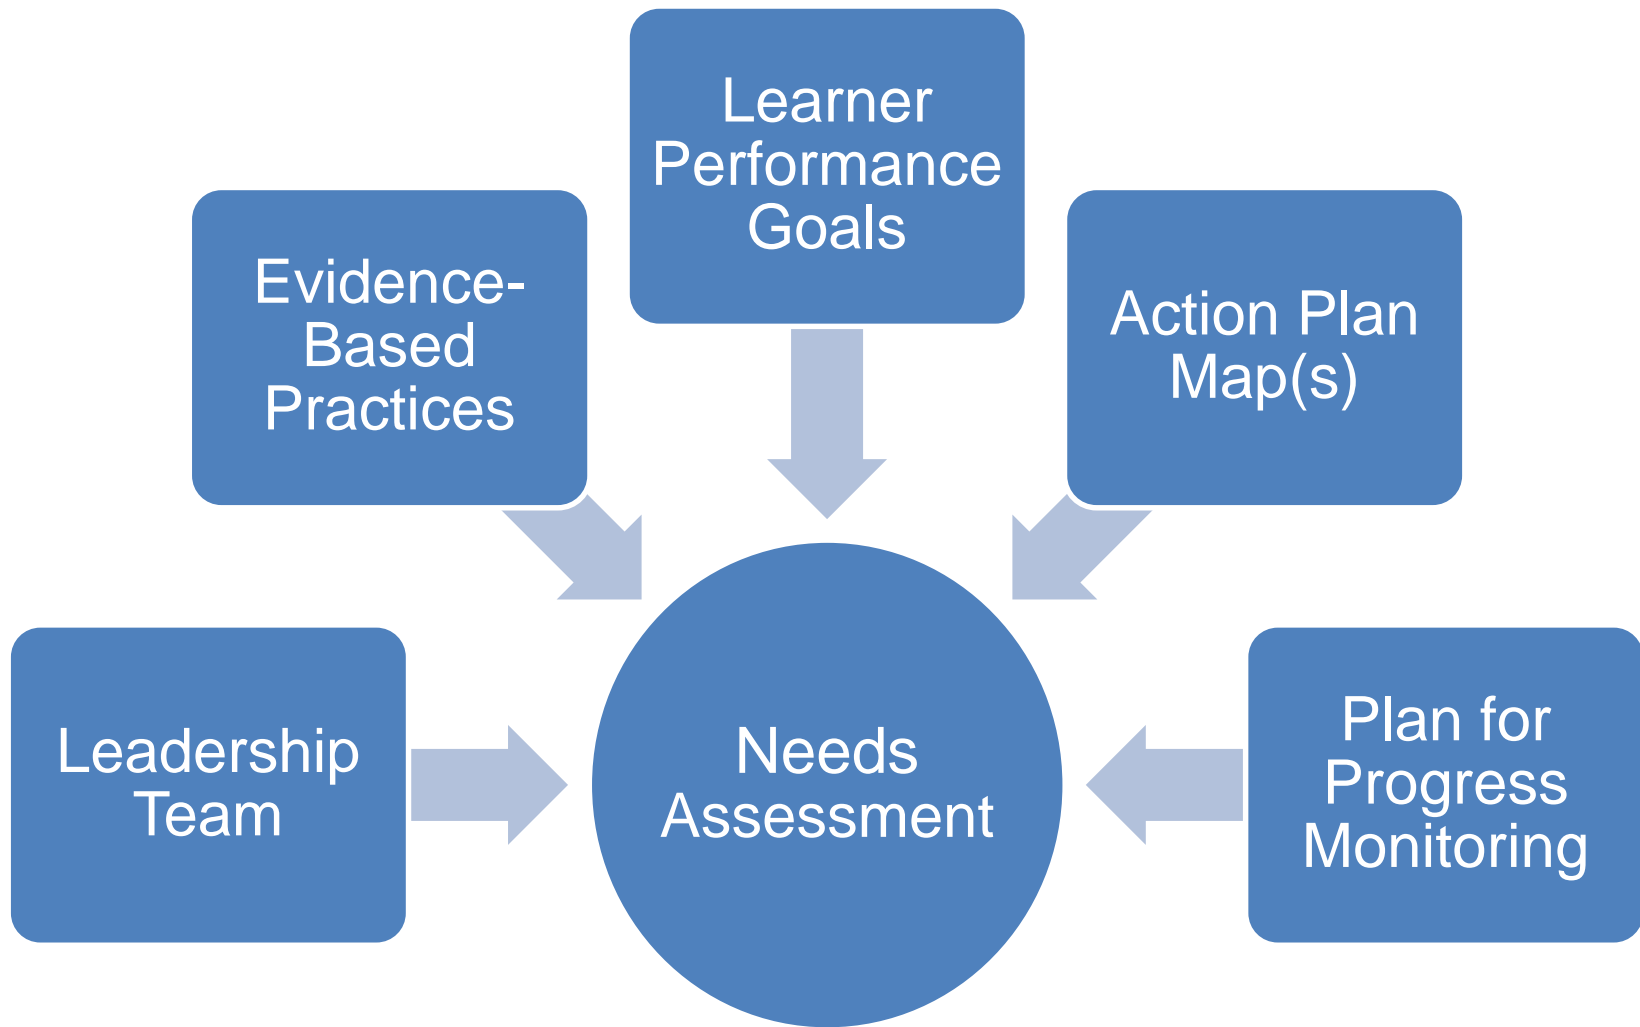 Learner
Performance
Goals
Evidence-
Based
Practices
Action Plan
Map(s)
Leadership
Team
Needs
Assessment
Plan for
Progress
Monitoring